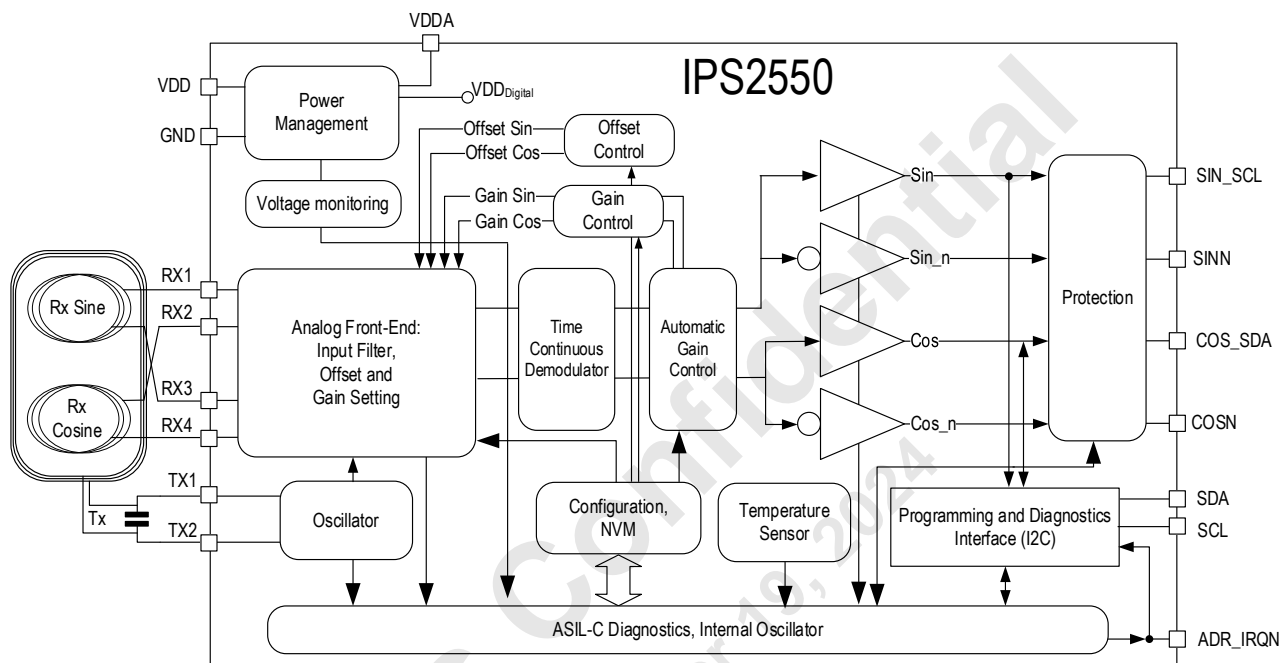 VDDA
IPS2550
VDD
GND
Power
Management
VDDDigital
Offset Sin
Offset Cos
Offset
Control
Voltage monitoring
Gain Sin
Gain Cos
Gain
Control
Sin
SIN_SCL
Sin_n
SINN
Rx Sine
RX1
RX2
Analog Front-End:
Input Filter,
Offset and
Gain Setting
Time
Continuous
Demodulator
Automatic
Gain
Control
Protection
Cos
COS_SDA
Rx
Cosine
RX3
RX4
Cos_n
COSN
Tx
TX1
TX2
Oscillator
Configuration,
NVM
Temperature
Sensor
Programming and Diagnostics
Interface (I2C)
SDA
SCL
ASIL-C Diagnostics, Internal Oscillator
ADR_IRQN
Confidential
19, 2024